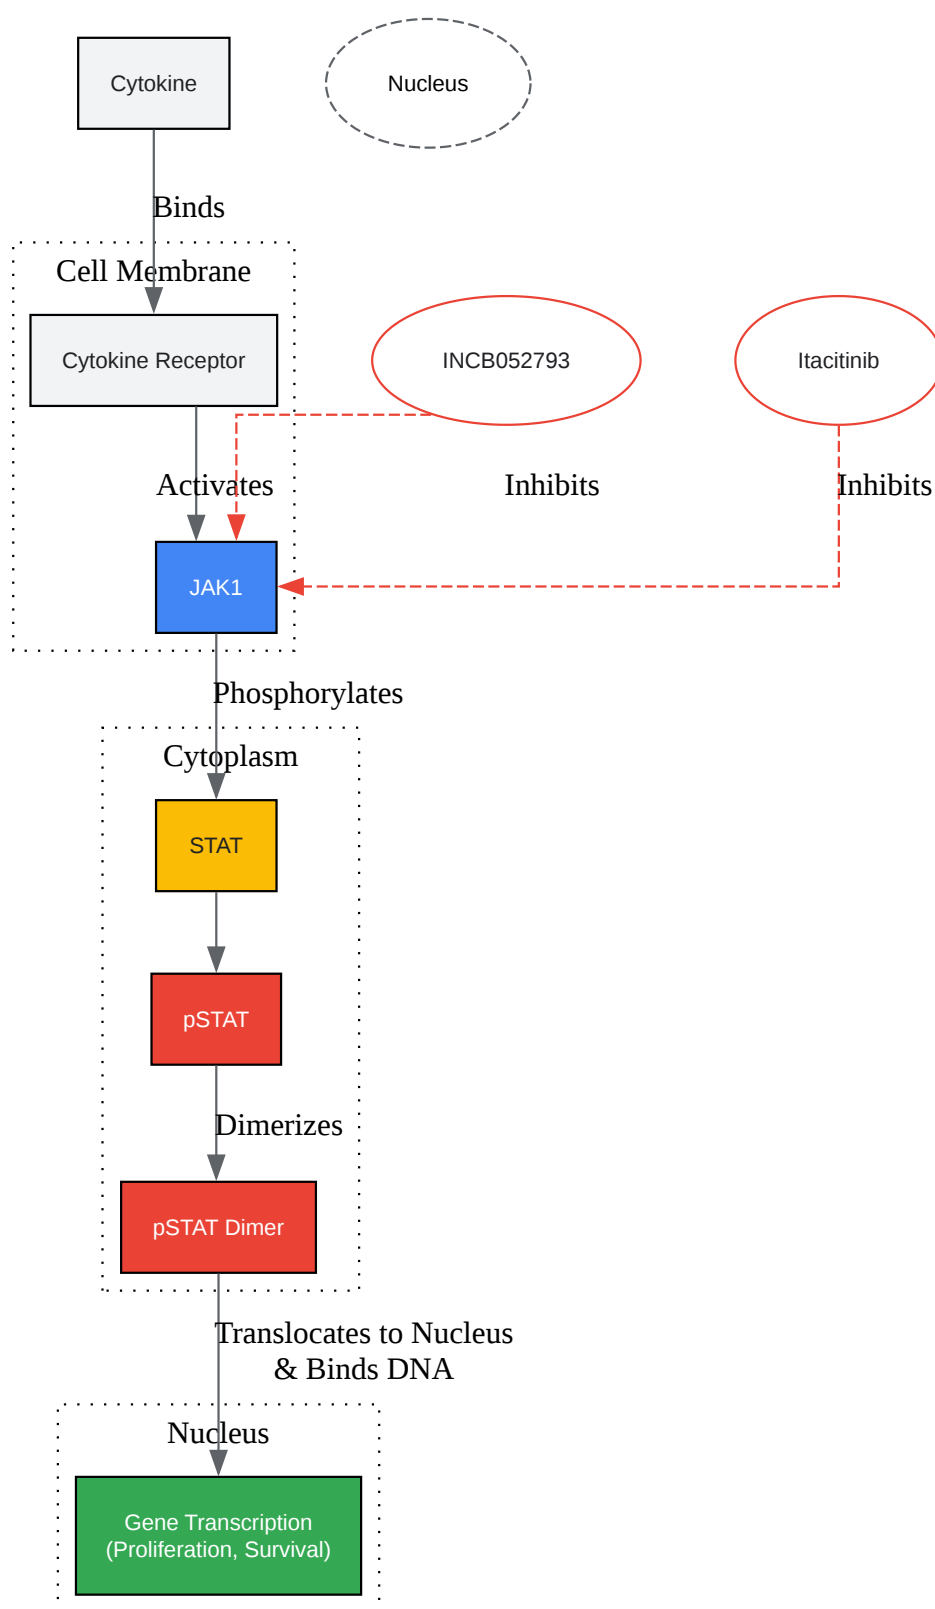 Cytokine
Nucleus
Binds
Cell Membrane
Cytokine Receptor
INCB052793
Itacitinib
Activates
Inhibits
Inhibits
JAK1
Phosphorylates
Cytoplasm
STAT
pSTAT
Dimerizes
pSTAT Dimer
Translocates to Nucleus
& Binds DNA
Nucleus
Gene Transcription
(Proliferation, Survival)